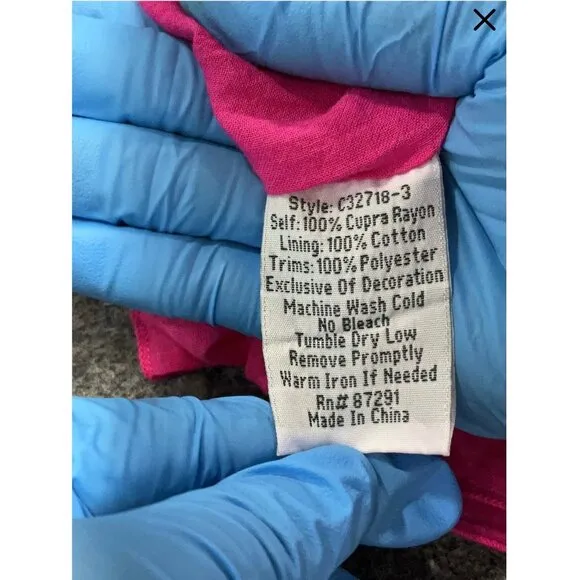 Style: C32718-3
Self: 100% Cupra Rayon
Lining: 100% Cotton
Trims: 100% Polyester
Exclusive Of Decoration
Machine Wash Cold
No Bleach
Tumble Dry Low
Remove Promptly
Warm Iron If Needed
Rn# 87291
Made In China